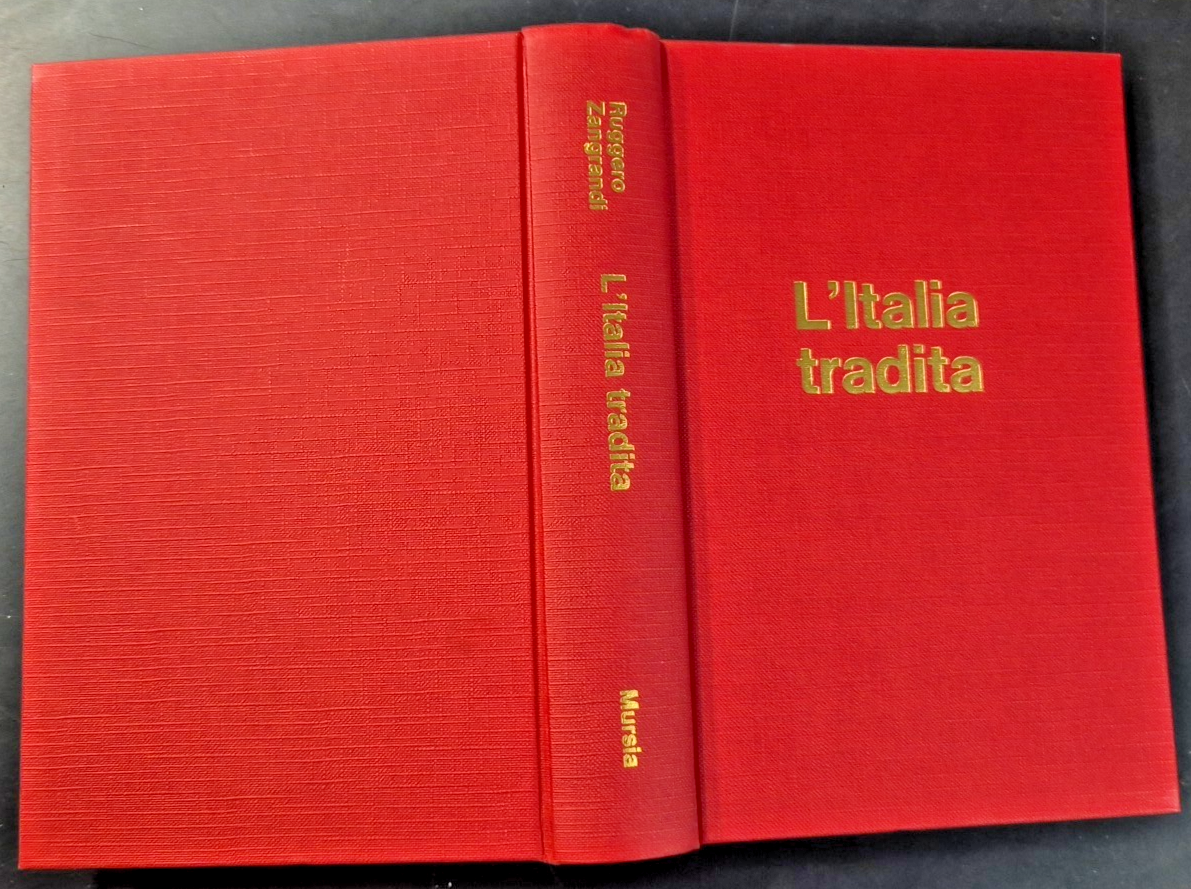 Ruggero
Zangrandi
L'Italia tradita
Mursia
L'Italia
tradita